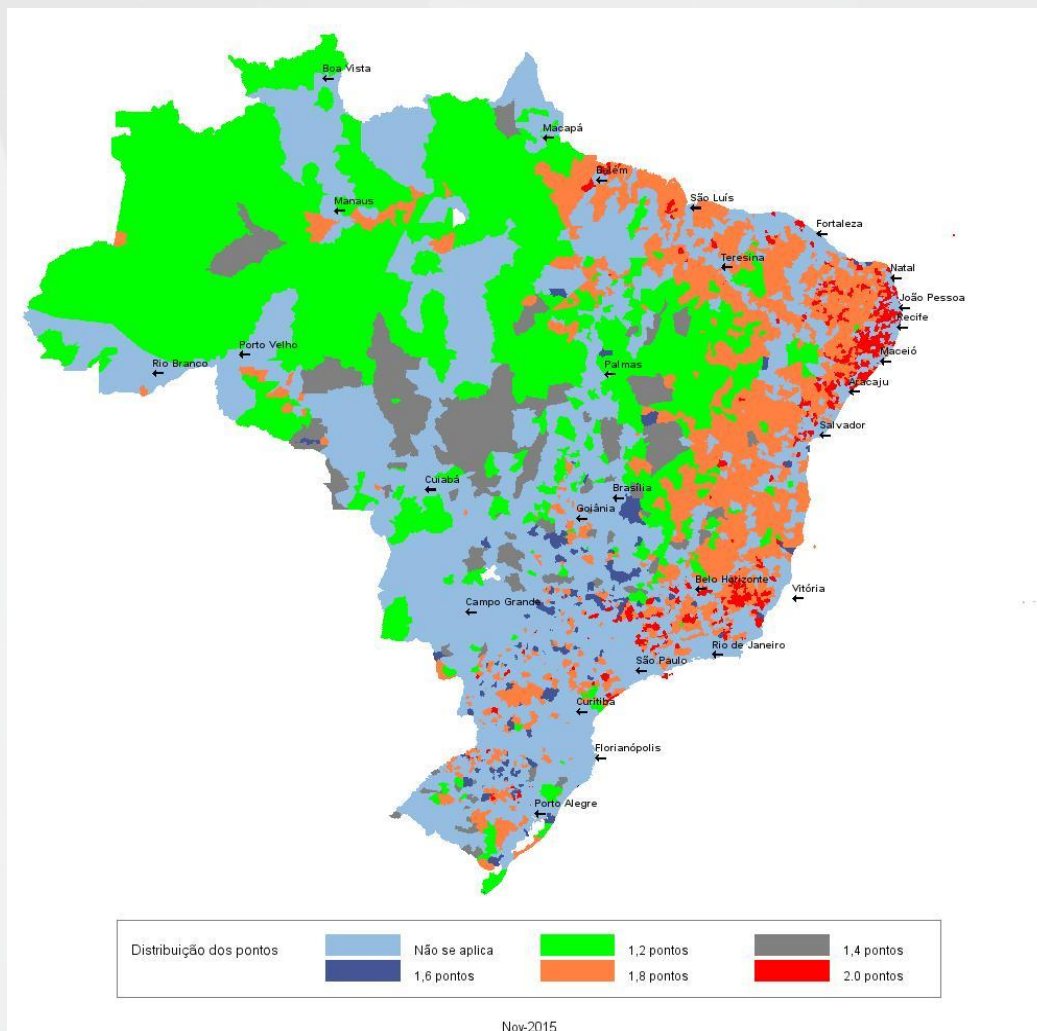 Boa Vista
Macapá
Belém
São Luís
Manaus
Fortaleza
Teresina
Natal
João Pessoa
Recife
Porto Velho
Maceió
Rio Branco
Palmas
Aracaju
Salvador
Cuiabá
Brasília
Goiânia
Belo Horizonte
Vitória
Campo Grande
Rio de Janeiro
São Paulo
Curitiba
Florianópolis
Porto Alegre
Distribuição dos pontos
Não se aplica
1,2 pontos
1,4 pontos
1,6 pontos
1,8 pontos
2.0 pontos
Nov-2015